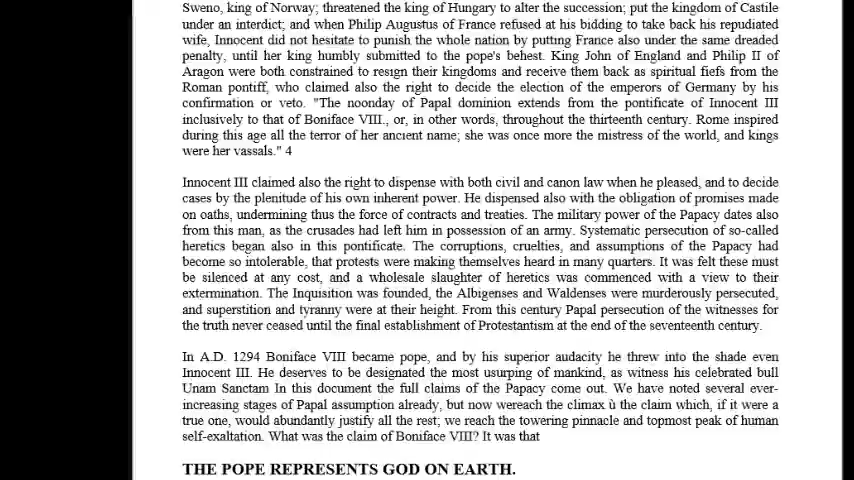 Sweno, king of Norway; threatened the king of Hungary to alter the succession; put the kingdom of Castile
under an interdict; and when Philip Augustus of France refused at his bidding to take back his repudiated
wife, Innocent did not hesitate to punish the whole nation by putting France also under the same dreaded
penalty, until her king humbly submitted to the pope's behest. King John of England and Philip II of
Aragon were both constrained to resign their kingdoms and receive them back as spiritual fiefs from the
Roman pontiff, who claimed also the right to decide the election of the emperors of Germany by his
confirmation or veto. "The noonday of Papal dominion extends from the pontificate of Innocent III
inclusively to that of Boniface VIII., or, in other words, throughout the thirteenth century. Rome inspired
during this age all the terror of her ancient name; she was once more the mistress of the world, and kings
were her vassals." 4
Innocent III claimed also the right to dispense with both civil and canon law when he pleased, and to decide
cases by the plenitude of his own inherent power. He dispensed also with the obligation of promises made
on oaths, undermining thus the force of contracts and treaties. The military power of the Papacy dates also
from this man, as the crusades had left him in possession of an army. Systematic persecution of so-called
heretics began also in this pontificate. The corruptions, cruelties, and assumptions of the Papacy had
become so intolerable, that protests were making themselves heard in many quarters. It was felt these must
be silenced at any cost, and a wholesale slaughter of heretics was commenced with a view to their
extermination. The Inquisition was founded, the Albigenses and Waldenses were murderously persecuted,
and superstition and tyranny were at their height. From this century Papal persecution of the witnesses for
the truth never ceased until the final establishment of Protestantism at the end of the seventeenth century.
In A.D. 1294 Boniface VIII became pope, and by his superior audacity he threw into the shade even
Innocent III. He deserves to be designated the most usurping of mankind, as witness his celebrated bull
Unam Sanctam In this document the full claims of the Papacy come out. We have noted several ever-
increasing stages of Papal assumption already, but now wereach the climax ù the claim which, if it were a
true one, would abundantly justify all the rest; we reach the towering pinnacle and topmost peak of human
self-exaltation. What was the claim of Boniface VIII? It was that
THE POPE REPRESENTS GOD ON EARTH.